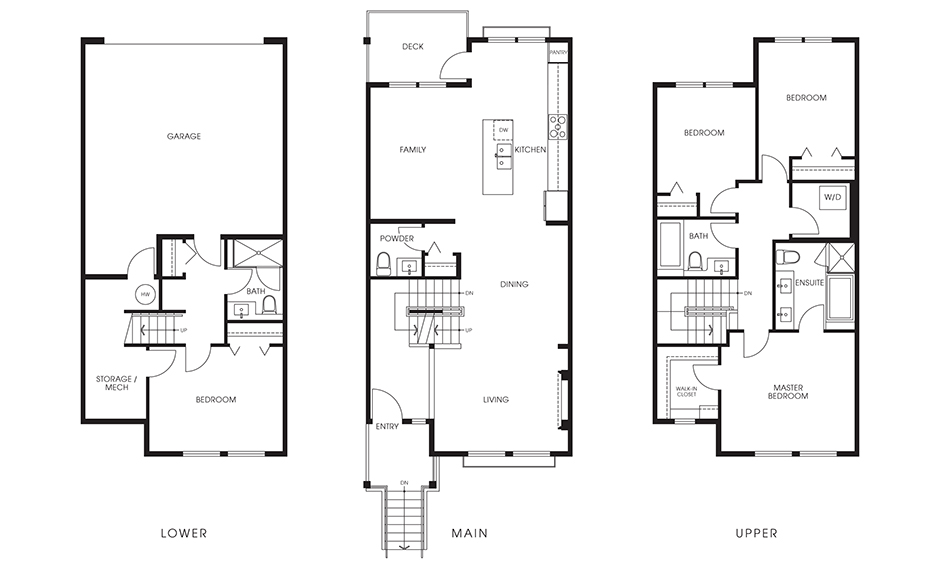 GARAGE
HW
BATH
UP
STORAGE /
MECH
BEDROOM
LOWER
DECK
PANTRY
FAMILY
DW
KITCHEN
POWDER
DINING
DN
UP
LIVING
ENTRY
DN
MAIN
BEDROOM
BEDROOM
W/D
BATH
ENSUITE
DN
WALK-IN
CLOSET
MASTER
BEDROOM
UPPER